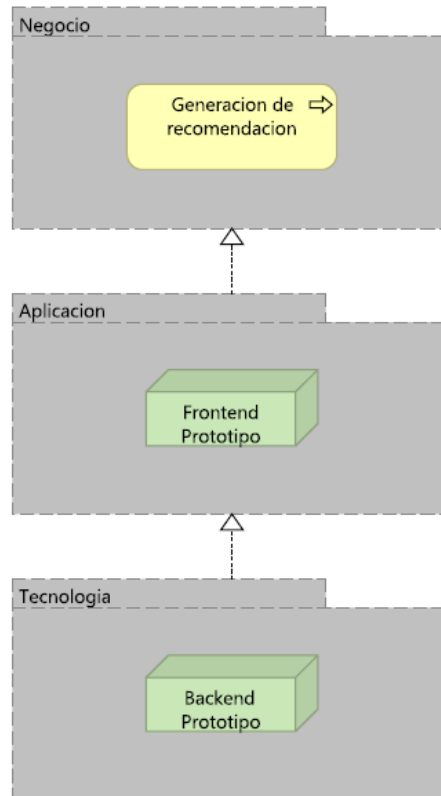 Negocio
Generacion de
recomendacion
Aplicacion
Frontend
Prototipo
Tecnologia
Backend
Prototipo